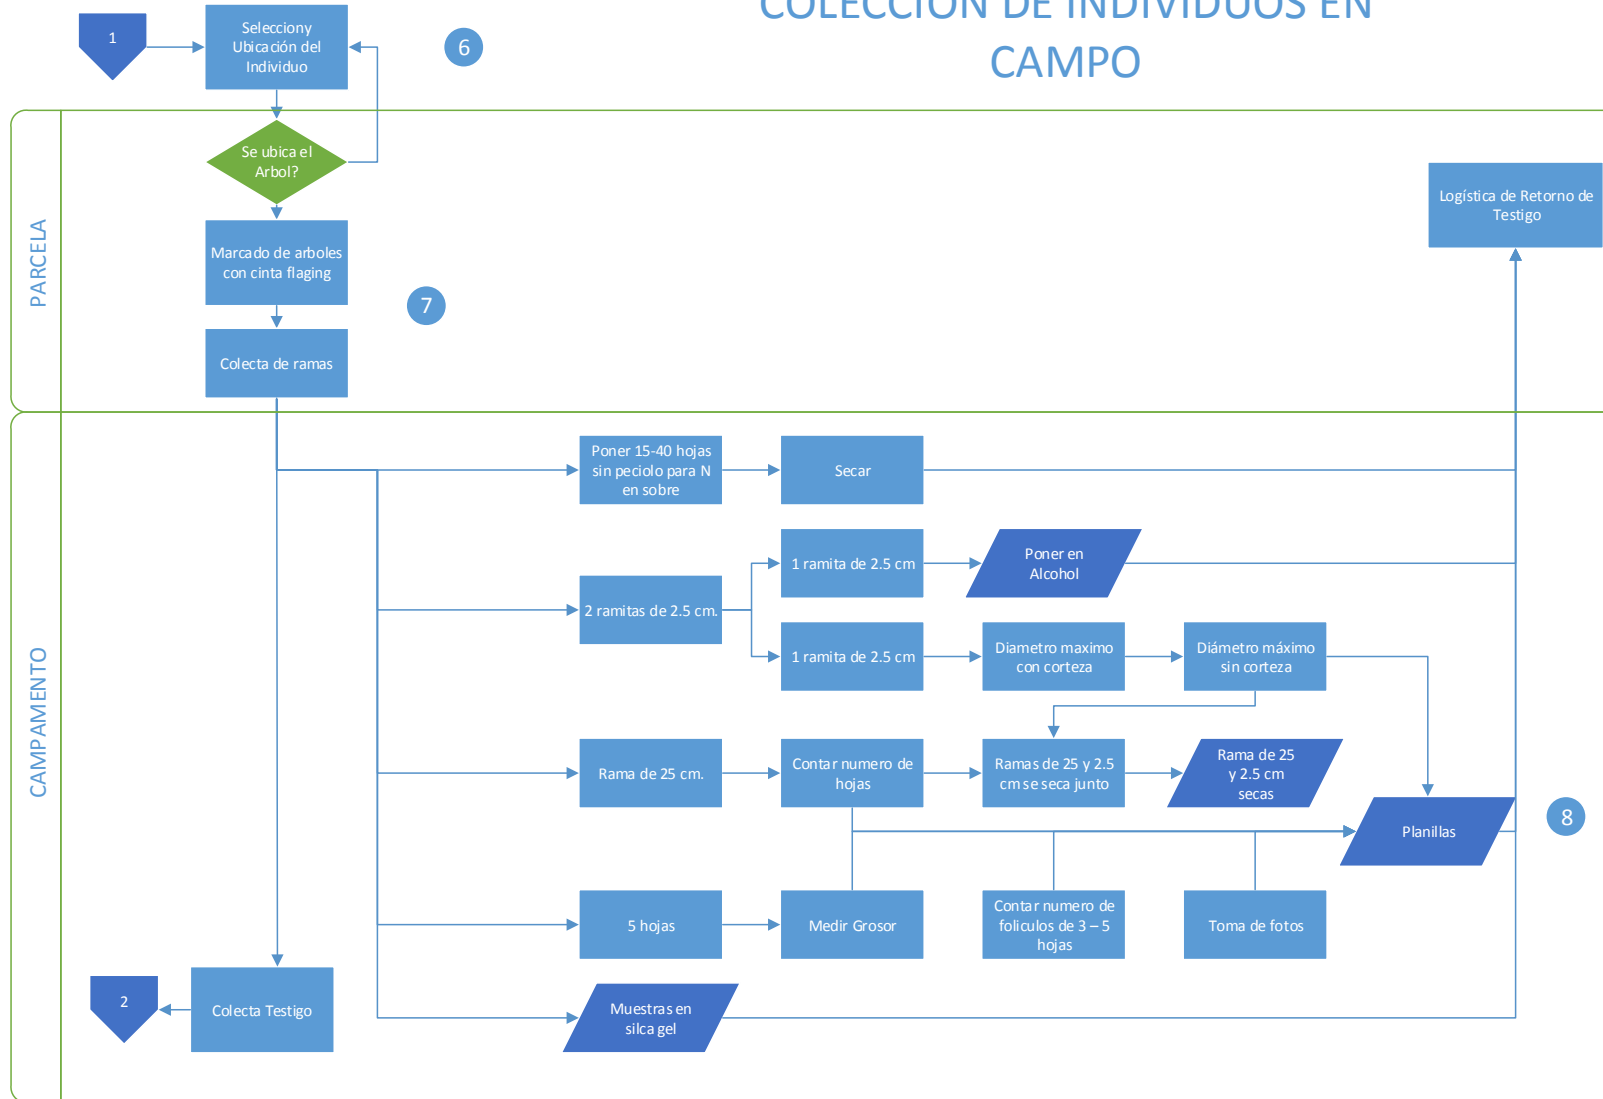 COLECCION DE INDIVIDUOS EN
CAMPO
1
Selecciony
Ubicación del
Individuo
6
PARCELA
Se ubica el
Arbol?
Logística de Retorno de
Testigo
Marcado de arboles
con cinta flaging
7
Colecta de ramas
CAMPAMENTO
Poner 15-40 hojas
sin peciolo para N
en sobre
Secar
2 ramitas de 2.5 cm.
1 ramita de 2.5 cm
Poner en
Alcohol
1 ramita de 2.5 cm
Diametro maximo
con corteza
Diámetro máximo
sin corteza
Rama de 25 cm.
Contar numero de
hojas
Ramas de 25 y 2.5
cm se seca junto
Rama de 25
y 2.5 cm
secas
Planillas
8
5 hojas
Medir Grosor
Contar numero de
foliculos de 3 – 5
hojas
Toma de fotos
2
Colecta Testigo
Muestras en
silca gel